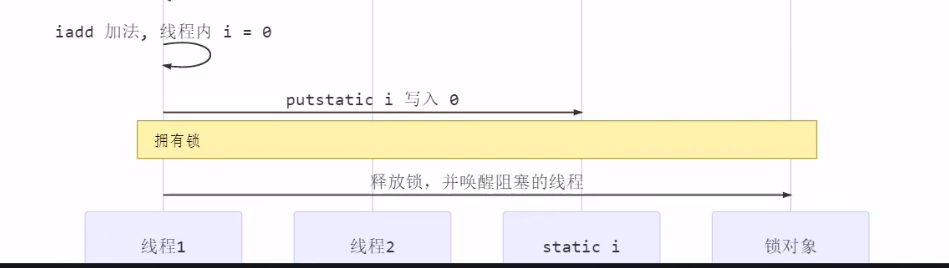 iadd 加法, 线程内 i = 0
putstatic i 写入 0
拥有锁
释放锁，并唤醒阻塞的线程
线程1
线程2
static i
锁对象